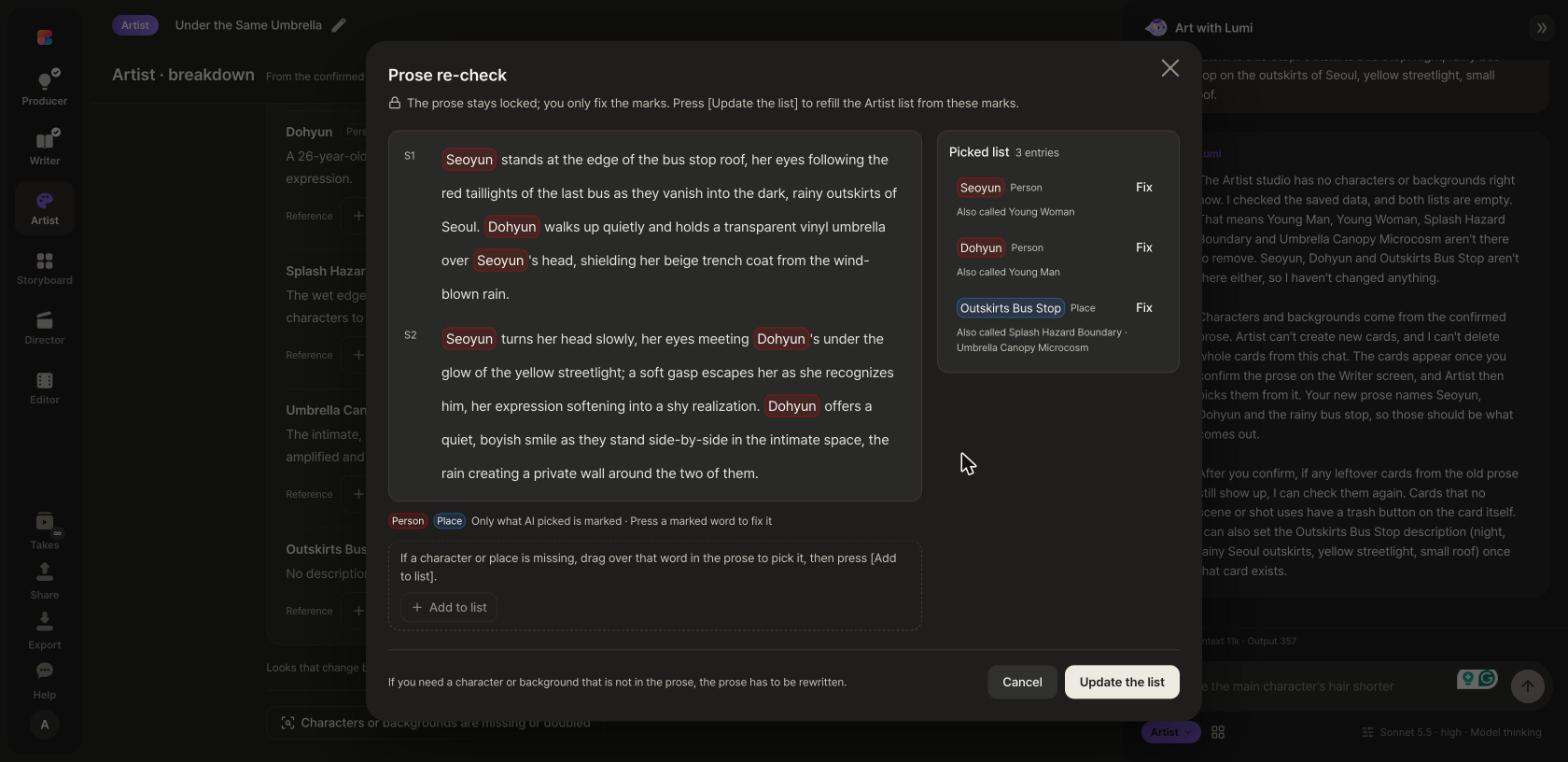 Artist
Under the Same Umbrella
Art with Lumi
Producer
Writer
Artist
Storyboard
Director
Editor
Takes
Share
Export
Help
A
Artist · breakdown
From the confirmed
Dohyun
A 26-year-old
expression.
Reference
Splash Hazar
The wet edge
characters to
Reference
Umbrella Can
The intimate,
amplified and
Reference
Outskirts Bus
No description
Reference
Looks that change b
Characters or backgrounds are missing or doubled
Prose re-check
The prose stays locked; you only fix the marks. Press [Update the list] to refill the Artist list from these marks.
S1
Seoyun stands at the edge of the bus stop roof, her eyes following the
red taillights of the last bus as they vanish into the dark, rainy outskirts of
Seoul. Dohyun walks up quietly and holds a transparent vinyl umbrella
over Seoyun's head, shielding her beige trench coat from the wind-
blown rain.
S2
Seoyun turns her head slowly, her eyes meeting Dohyun's under the
glow of the yellow streetlight; a soft gasp escapes her as she recognizes
him, her expression softening into a shy realization. Dohyun offers a
quiet, boyish smile as they stand side-by-side in the intimate space, the
rain creating a private wall around the two of them.
Person Place Only what AI picked is marked · Press a marked word to fix it
If a character or place is missing, drag over that word in the prose to pick it, then press [Add
to list].
+ Add to list
Picked list 3 entries
Seoyun Person Fix
Also called Young Woman
Dohyun Person Fix
Also called Young Man
Outskirts Bus Stop Place Fix
Also called Splash Hazard Boundary ·
Umbrella Canopy Microcosm
If you need a character or background that is not in the prose, the prose has to be rewritten.
Cancel
Update the list
op on the outskirts of Seoul, yellow streetlight, small
of.
umi
The Artist studio has no characters or backgrounds right
now. I checked the saved data, and both lists are empty.
That means Young Man, Young Woman, Splash Hazard
Boundary and Umbrella Canopy Microcosm aren't there
to remove. Seoyun, Dohyun and Outskirts Bus Stop aren't
there either, so I haven't changed anything.
Characters and backgrounds come from the confirmed
prose. Artist can't create new cards, and I can't delete
whole cards from this chat. The cards appear once you
confirm the prose on the Writer screen, and Artist then
picks them from it. Your new prose names Seoyun,
Dohyun and the rainy bus stop, so those should be what
comes out.
After you confirm, if any leftover cards from the old prose
still show up, I can check them again. Cards that no
scene or shot uses have a trash button on the card itself.
I can also set the Outskirts Bus Stop description (night,
rainy Seoul outskirts, yellow streetlight, small roof) once
that card exists.
ntext 11k · Output 357
e the main character's hair shorter
Artist
Sonnet 5.5 · high · Model thinking